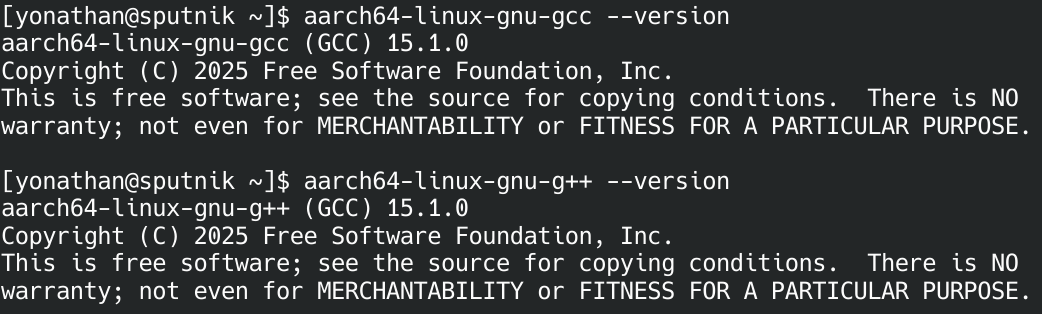 [yonathan@sputnik ~]$ aarch64-linux-gnu-gcc --version
aarch64-linux-gnu-gcc (GCC) 15.1.0
Copyright (C) 2025 Free Software Foundation, Inc.
This is free software; see the source for copying conditions.  There is NO
warranty; not even for MERCHANTABILITY or FITNESS FOR A PARTICULAR PURPOSE.

[yonathan@sputnik ~]$ aarch64-linux-gnu-g++ --version
aarch64-linux-gnu-g++ (GCC) 15.1.0
Copyright (C) 2025 Free Software Foundation, Inc.
This is free software; see the source for copying conditions.  There is NO
warranty; not even for MERCHANTABILITY or FITNESS FOR A PARTICULAR PURPOSE.